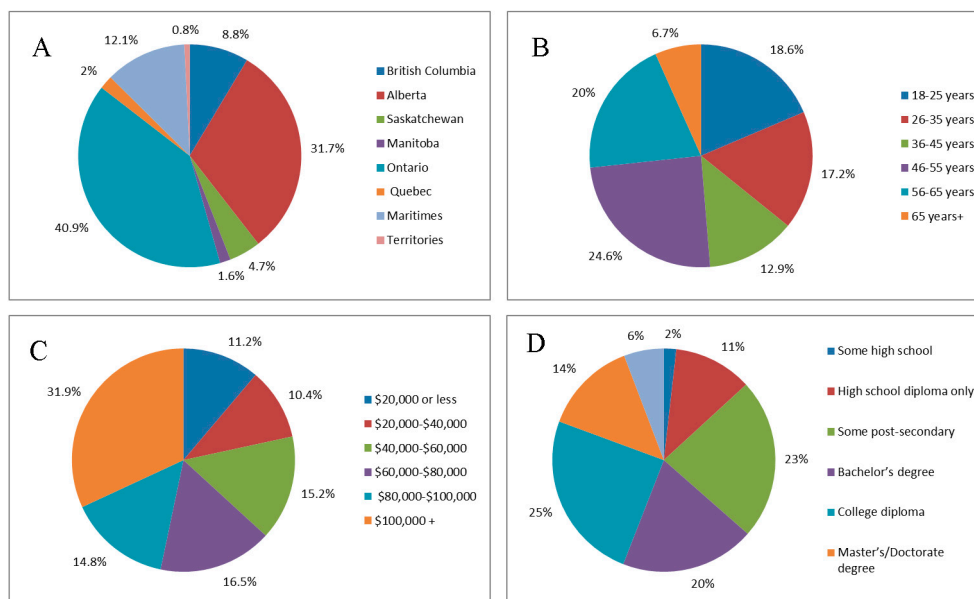 A
0.8%
8.8%
12.1%
2%
31.7%
40.9%
1.6%
4.7%
British Columbia
Alberta
Saskatchewan
Manitoba
Ontario
Quebec
Maritimes
Territories
B
6.7%
18.6%
20%
17.2%
24.6%
12.9%
18-25 years
26-35 years
36-45 years
46-55 years
56-65 years
65 years+
C
11.2%
31.9%
10.4%
15.2%
14.8%
16.5%
$20,000 or less
$20,000-$40,000
$40,000-$60,000
$60,000-$80,000
$80,000-$100,000
$100,000 +
D
6%
2%
11%
14%
23%
25%
20%
Some high school
High school diploma only
Some post-secondary
Bachelor's degree
College diploma
Master's/Doctorate
degree